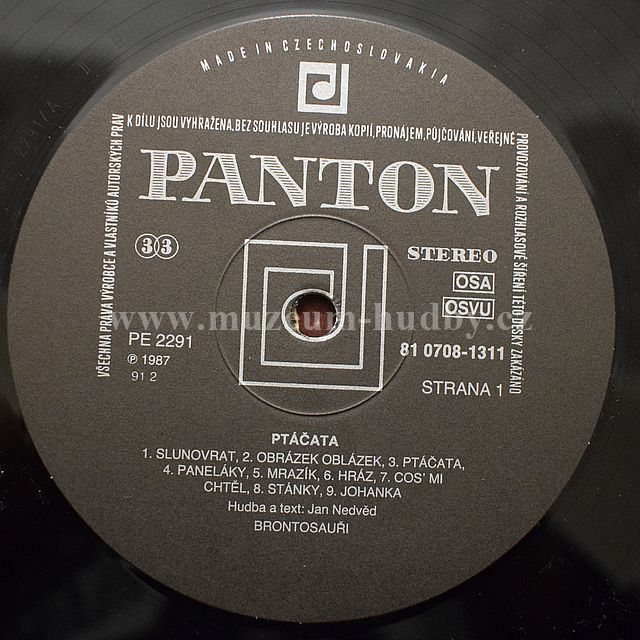 MADE IN CZECHOSLOVAKIA
VŠECHNA PRÁVA VÝROBCE A VLASTNÍKŮ AUTORSKÝCH PRÁV
K DÍLU JSOU VYHRAŽENA. BEZ SOUHLASU JE VÝROBA KOPIÍ, PRONÁJEM, PŮJČOVÁNÍ, VEŘEJNÉ
PROVOZOVÁNÍ A ROZHLASOVÉ ŠÍŘENÍ TÉTO DESKY ZAKÁZÁNO
PANTON
33
STEREO
OSA
OSVU
www.muzeum-hudby.cz
PE 2291
81 0708-1311
℗ 1987
91 2
STRANA 1
PTÁČATA
1. SLUNOVRAT, 2. OBRÁZEK OBLÁZEK, 3. PTÁČATA,
4. PANELÁKY, 5. MRAZÍK, 6. HRÁZ, 7. COS' MI
CHTĚL, 8. STÁNKY, 9. JOHANKA
Hudba a text: Jan Nedvěd
BRONTOSAUŘI